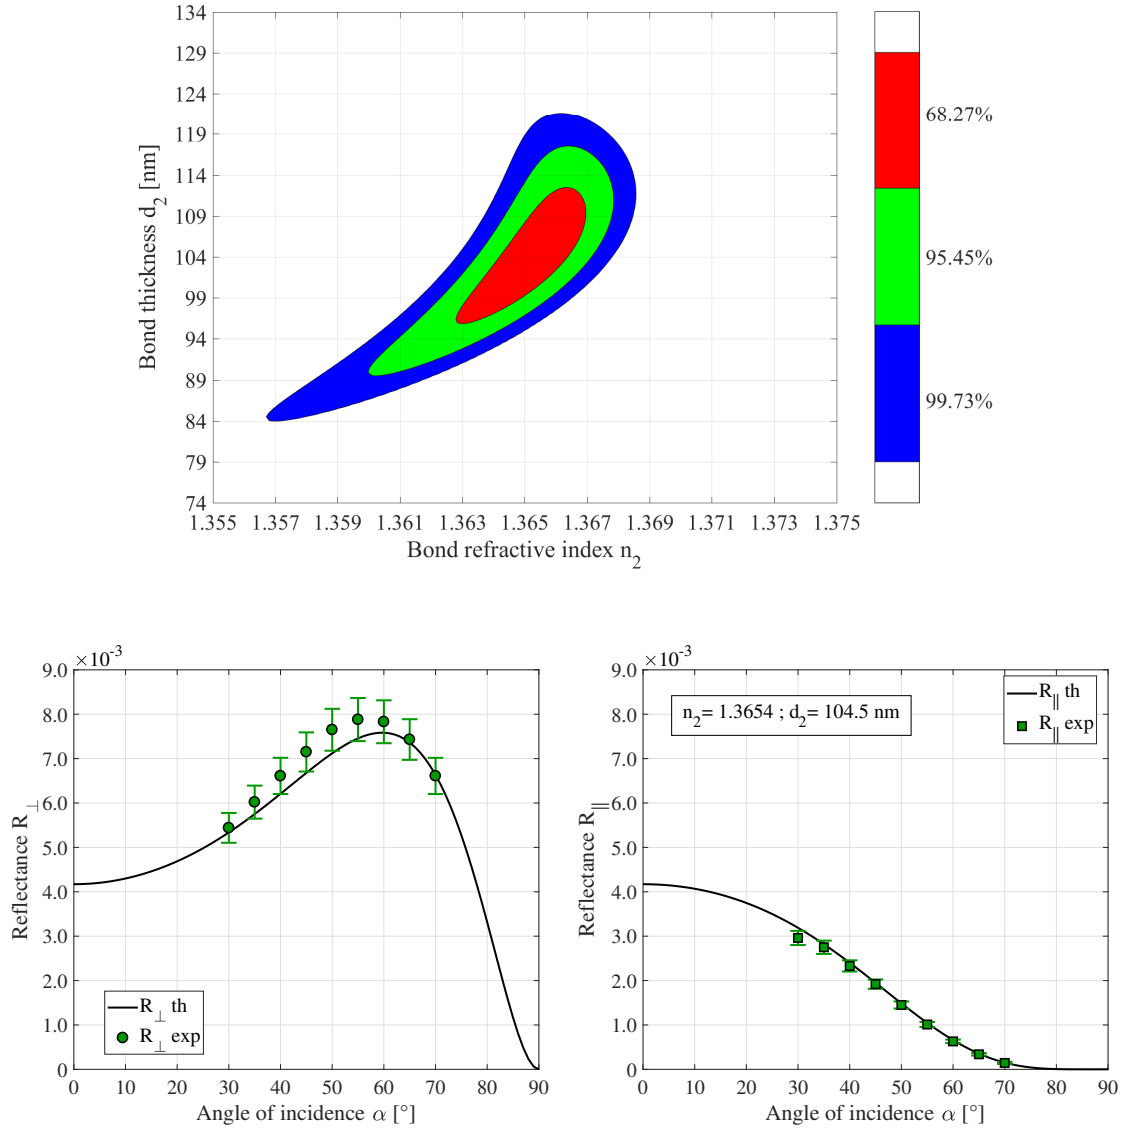 134
129
124
119
114
109
104
99
94
89
84
79
74
Bond thickness d2 [nm]
1.355 1.357 1.359 1.361 1.363 1.365 1.367 1.369 1.371 1.373 1.375
Bond refractive index n2
68.27%
95.45%
99.73%
×10-3
9.0
8.0
7.0
6.0
5.0
4.0
3.0
2.0
1.0
0
Reflectance R⊥
R⊥ th
R⊥ exp
0 10 20 30 40 50 60 70 80 90
Angle of incidence α [°]
×10-3
9.0
8.0
7.0
6.0
5.0
4.0
3.0
2.0
1.0
0
Reflectance R||
n2= 1.3654 ; d2= 104.5 nm
R|| th
R|| exp
0 10 20 30 40 50 60 70 80 90
Angle of incidence α [°]